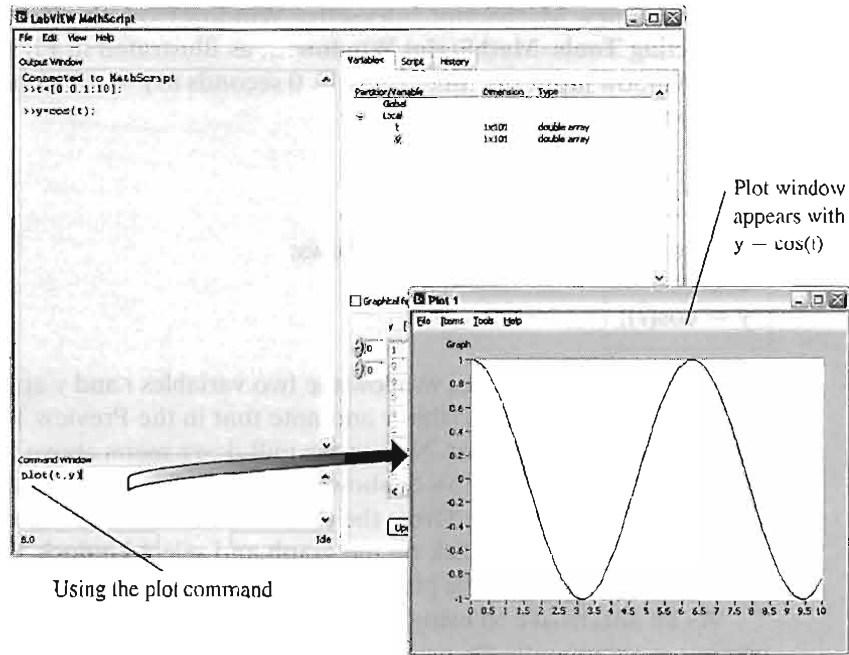 LabVIEW MathScript
File Edit View Help
Output Window
Connected to MathScript
>>t=[0:0.1:10];
>>y=cos(t);
Variables Script History
Partition/Variable Dimension Type
Global
Local
t 1x101 double array
y 1x101 double array
Plot window
appears with
y = cos(t)
Plot 1
File Items Tools Help
Graph
1
0.8
0.6
0.4
0.2
0
-0.2
-0.4
-0.6
-0.8
-1
0 0.5 1 1.5 2 2.5 3 3.5 4 4.5 5 5.5 6 6.5 7 7.5 8 8.5 9 9.5 10
Command Window
plot(t,y)
8.0 Idle
Using the plot command